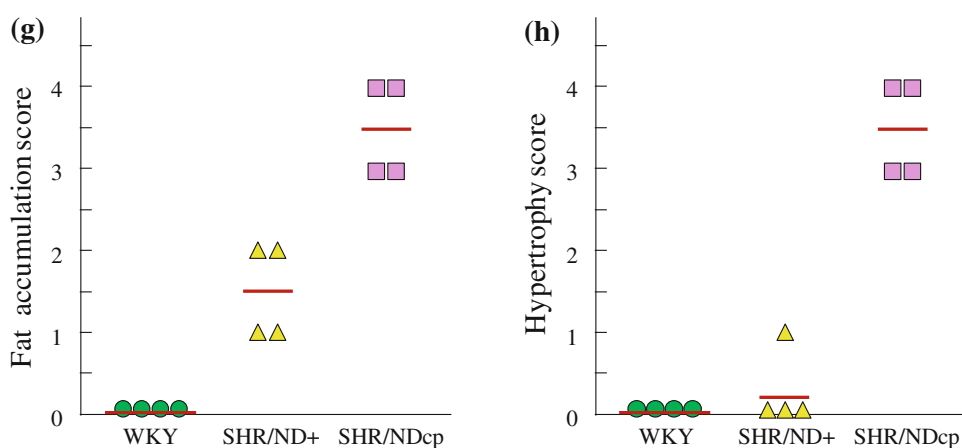 (g)
Fat accumulation score
4
3
2
1
0
WKY
SHR/ND+
SHR/NDcp
(h)
Hypertrophy score
4
3
2
1
0
WKY
SHR/ND+
SHR/NDcp